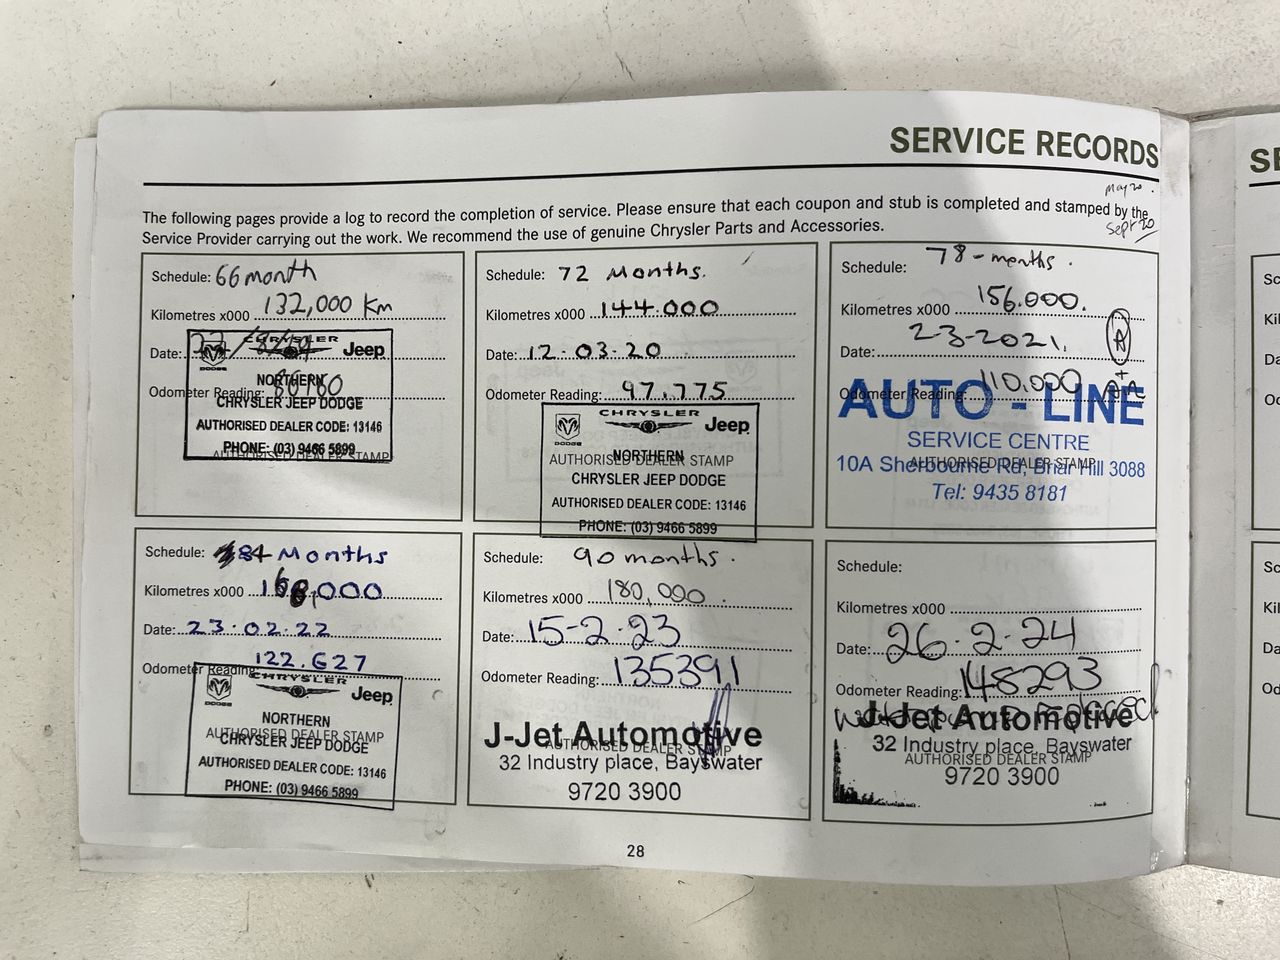 SERVICE RECORDS
SE
May 20.
Sept 20
The following pages provide a log to record the completion of service. Please ensure that each coupon and stub is completed and stamped by the
Service Provider carrying out the work. We recommend the use of genuine Chrysler Parts and Accessories.
Schedule: 66 month
Kilometres x000 132,000 Km
Date:
Odometer Reading:
CHRYSLER
DODGE
Jeep
NORTHERN
CHRYSLER JEEP DODGE
AUTHORISED DEALER CODE: 13146
PHONE: (03) 9466 5899
AUTHORISED DEALER STAMP
Schedule: 72 Months.
Kilometres x000 144.000
Date: 12.03.20
Odometer Reading: 97.775
CHRYSLER
DODGE
Jeep
NORTHERN
AUTHORISED DEALER STAMP
CHRYSLER JEEP DODGE
AUTHORISED DEALER CODE: 13146
PHONE: (03) 9466 5899
Schedule: 78-months.
Kilometres x000 156.000.
Date: 2-3-2021.
A
Odometer Reading: 110,000
AUTO - LINE
SERVICE CENTRE
10A Sherbourne Rd, Briar Hill 3088
AUTHORISED DEALER STAMP
Tel: 9435 8181
Schedule: 84 Months
Kilometres x000 168,000
Date: 23.02.22
Odometer Reading: 122.627
CHRYSLER
DODGE
Jeep
NORTHERN
AUTHORISED DEALER STAMP
CHRYSLER JEEP DODGE
AUTHORISED DEALER CODE: 13146
PHONE: (03) 9466 5899
Schedule: 90 months.
Kilometres x000 180,000.
Date: 15-2-23
Odometer Reading: 135391
J-Jet Automotive
AUTHORISED DEALER STAMP
32 Industry place, Bayswater
9720 3900
Schedule:
Kilometres x000
Date: 26-2-24
Odometer Reading: 148293
J-Jet Automotive
32 Industry place, Bayswater
AUTHORISED DEALER STAMP
9720 3900
28